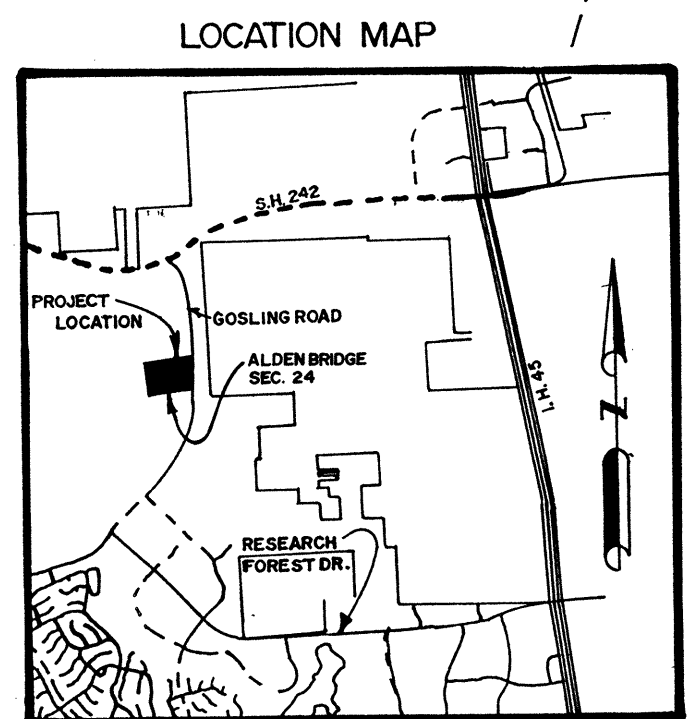 LOCATION MAP
S.H. 242
PROJECT
LOCATION
GOSLING ROAD
ALDEN BRIDGE
SEC. 24
I.H. 45
N
RESEARCH
FOREST DR.